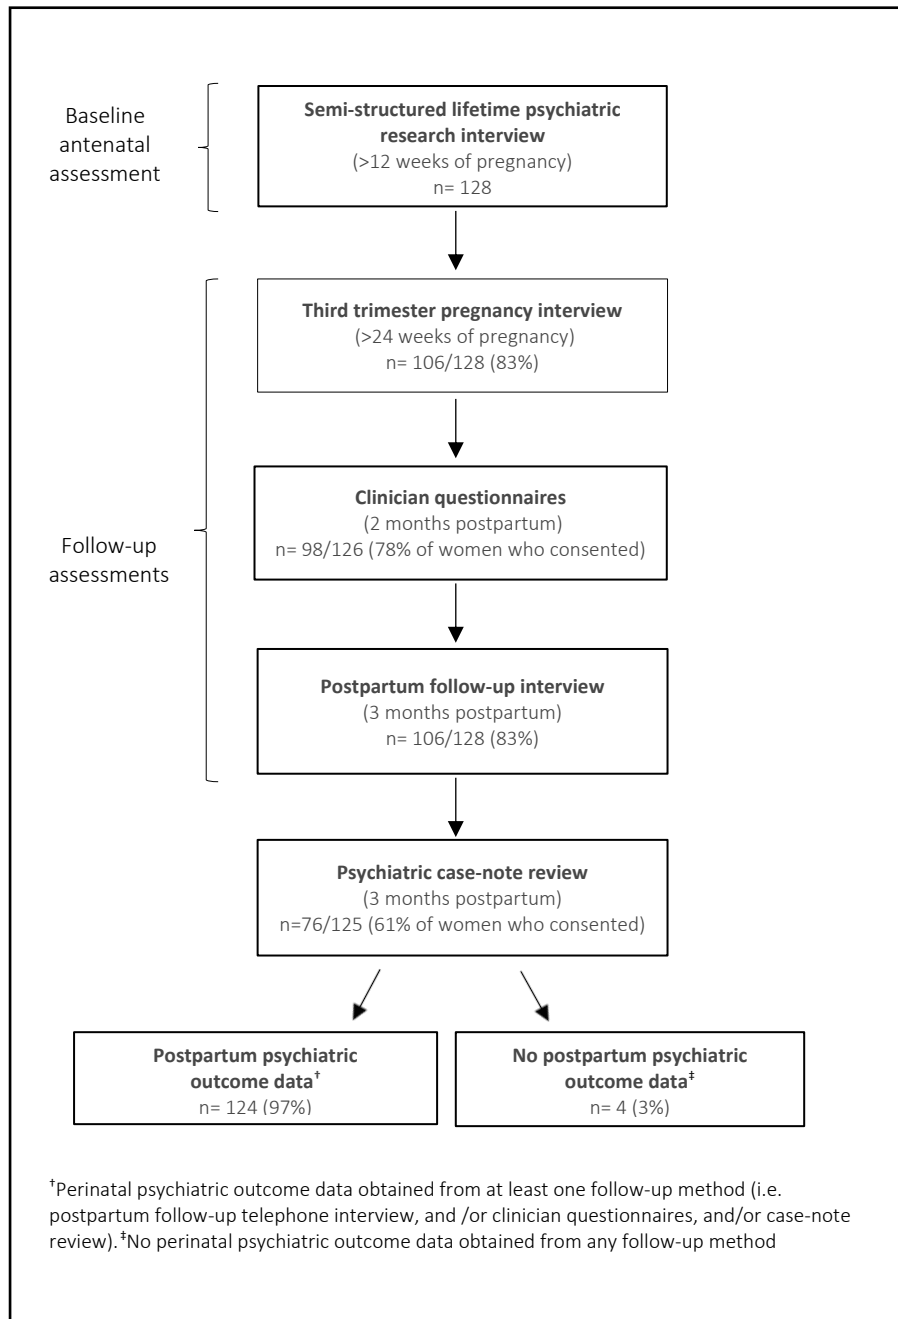 Baseline
antenatal
assessment
Semi-structured lifetime psychiatric
research interview
(>12 weeks of pregnancy)
n= 128
Third trimester pregnancy interview
(>24 weeks of pregnancy)
n= 106/128 (83%)
Follow-up
assessments
Clinician questionnaires
(2 months postpartum)
n= 98/126 (78% of women who consented)
Postpartum follow-up interview
(3 months postpartum)
n= 106/128 (83%)
Psychiatric case-note review
(3 months postpartum)
n=76/125 (61% of women who consented)
Postpartum psychiatric
outcome data†
n= 124 (97%)
No postpartum psychiatric
outcome data‡
n= 4 (3%)
†Perinatal psychiatric outcome data obtained from at least one follow-up method (i.e.
postpartum follow-up telephone interview, and /or clinician questionnaires, and/or case-note
review).‡No perinatal psychiatric outcome data obtained from any follow-up method